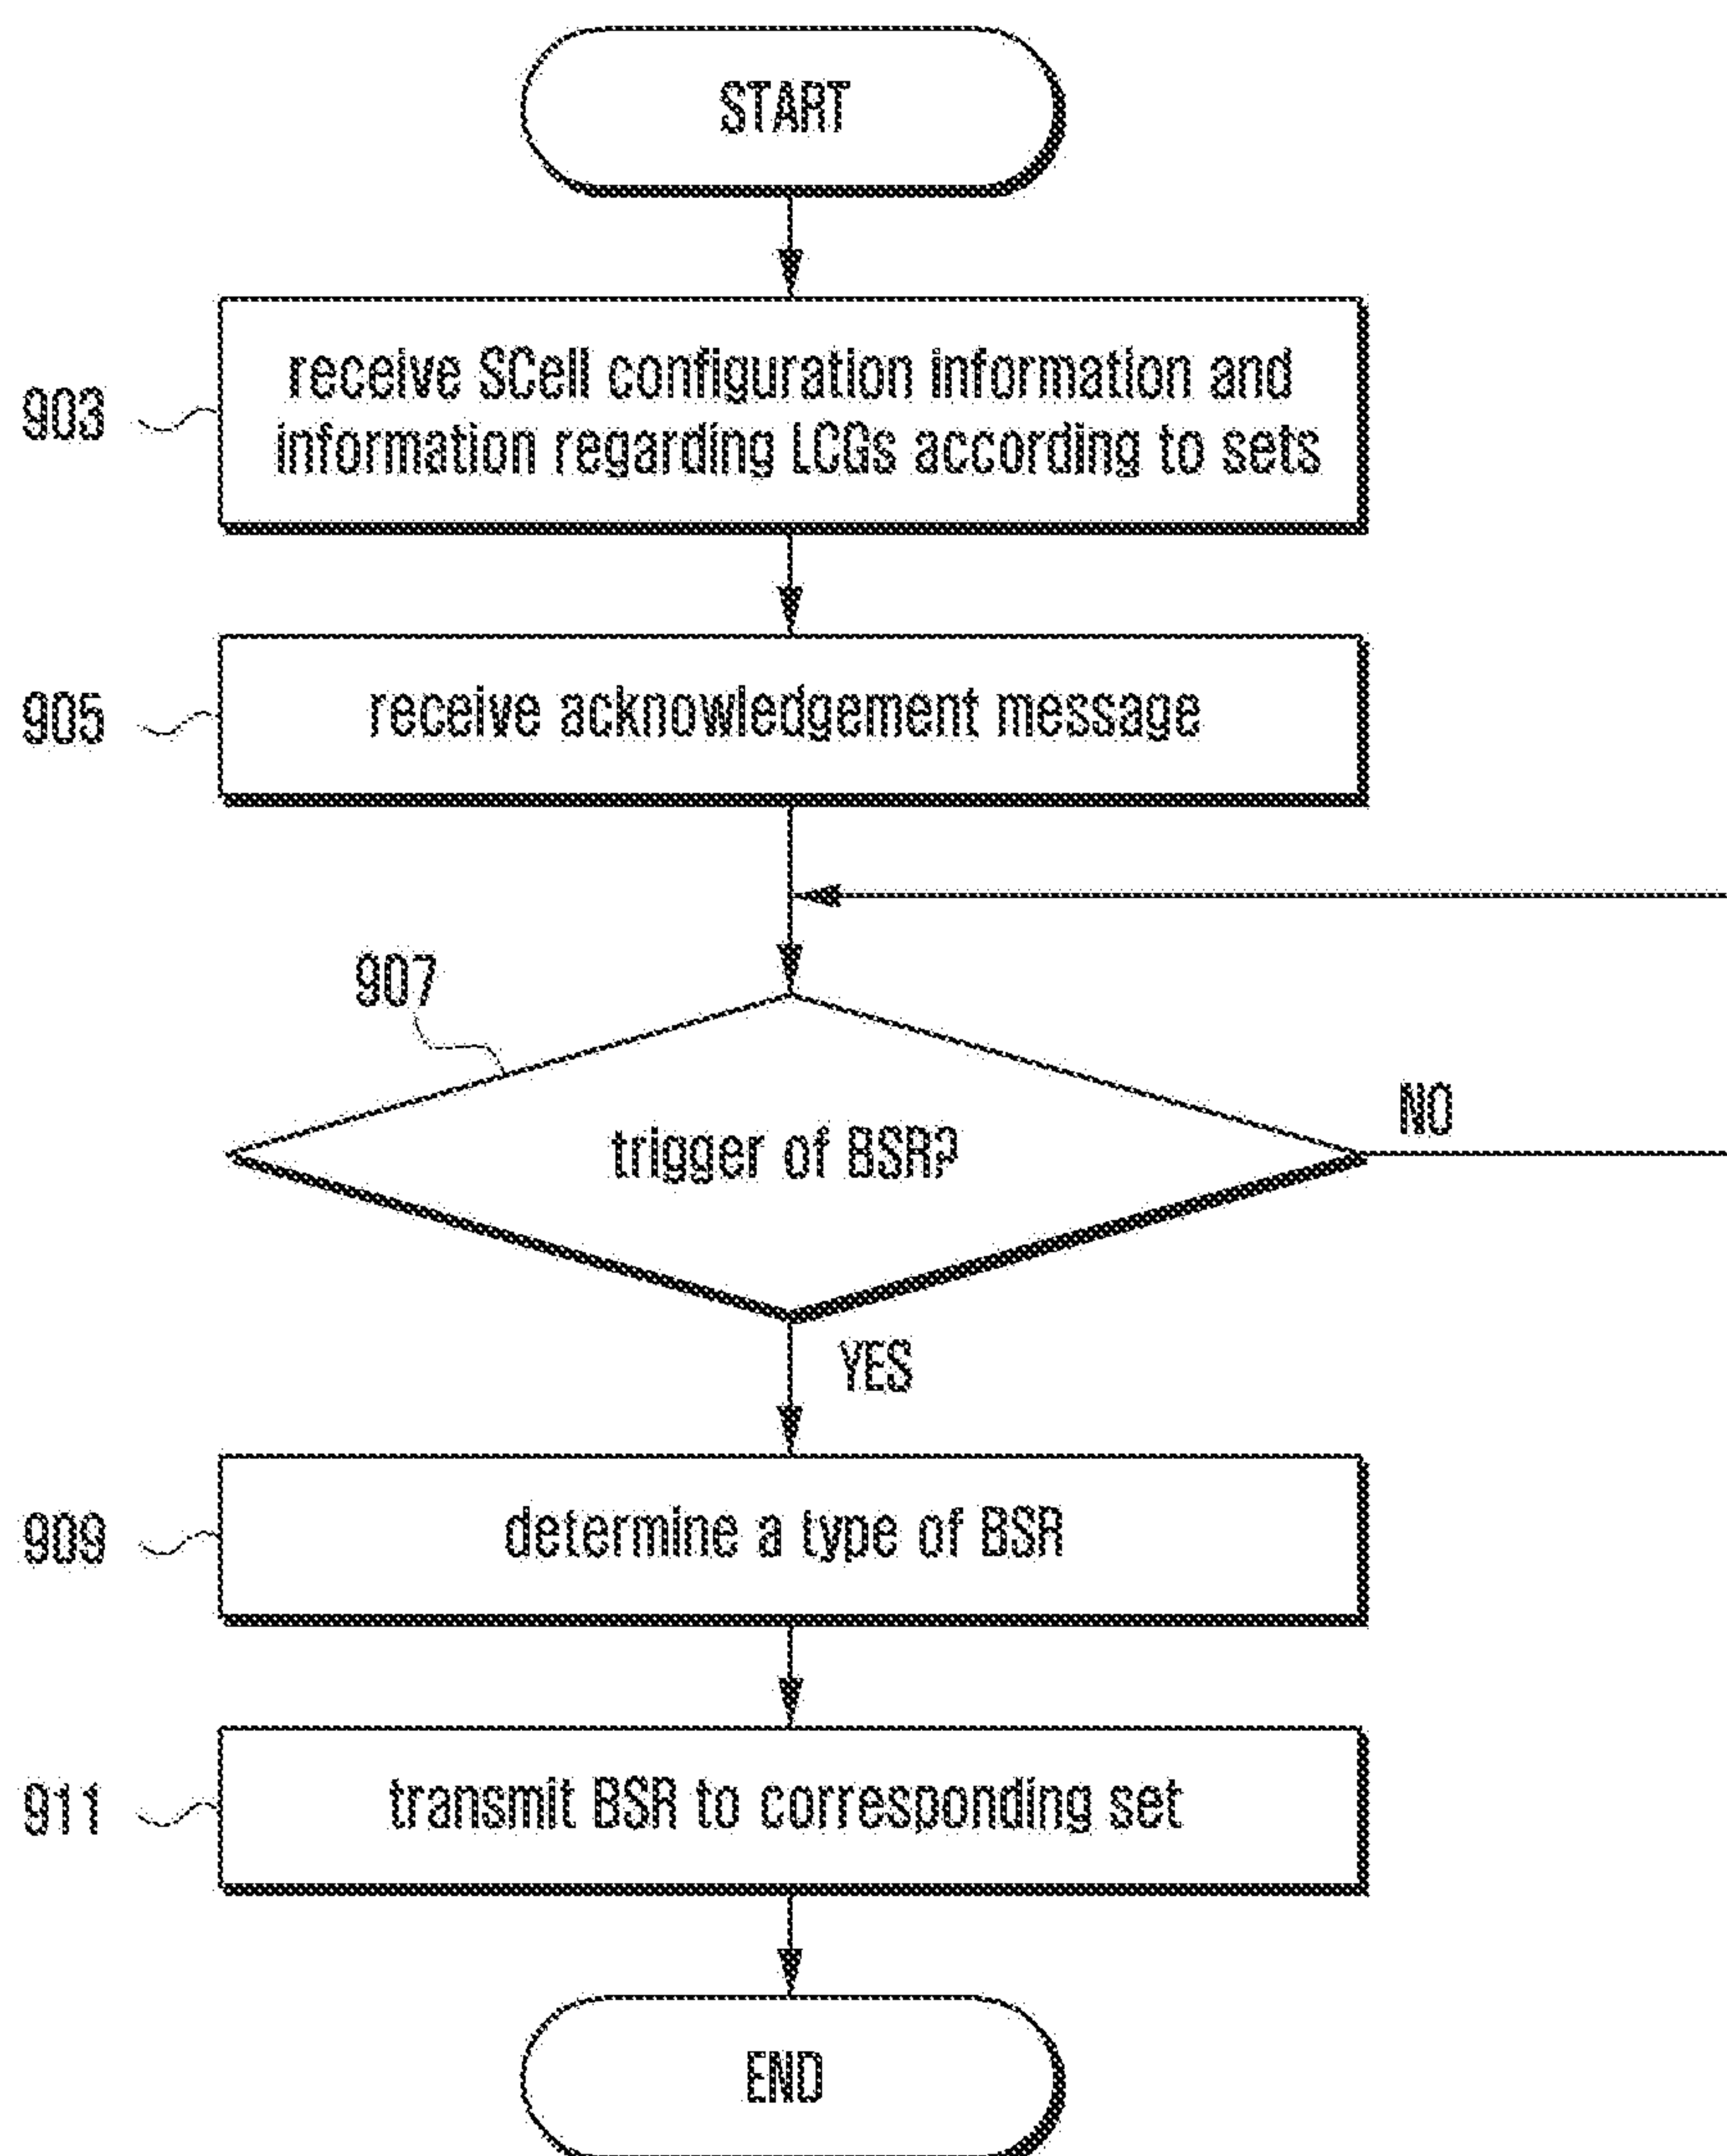 START
903
receive SCell configuration information and
information regarding LCGs according to sets
905
receive acknowledgement message
907
trigger of BSR?
NO
YES
909
determine a type of BSR
911
transmit BSR to corresponding set
END